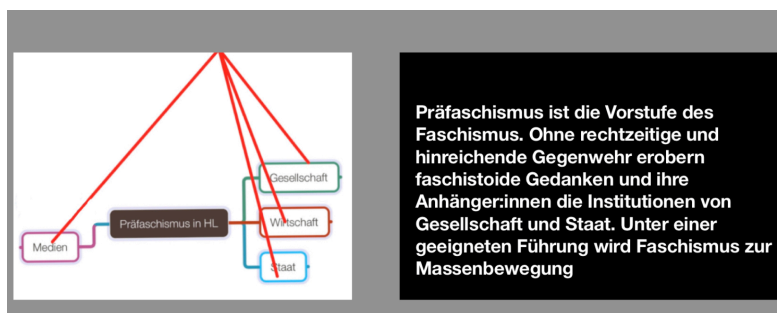 Gesellschaft
Präfaschismus in HL
Wirtschaft
Medien
Staat
Präfaschismus ist die Vorstufe des
Faschismus. Ohne rechtzeitige und
hinreichende Gegenwehr erobern
faschistoide Gedanken und ihre
Anhänger:innen die Institutionen von
Gesellschaft und Staat. Unter einer
geeigneten Führung wird Faschismus zur
Massenbewegung